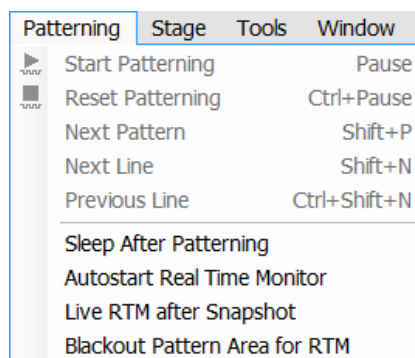 Patterning Stage Tools Window
Start Patterning Pause
Reset Patterning Ctrl+Pause
Next Pattern Shift+P
Next Line Shift+N
Previous Line Ctrl+Shift+N
Sleep After Patterning
Autostart Real Time Monitor
Live RTM after Snapshot
Blackout Pattern Area for RTM